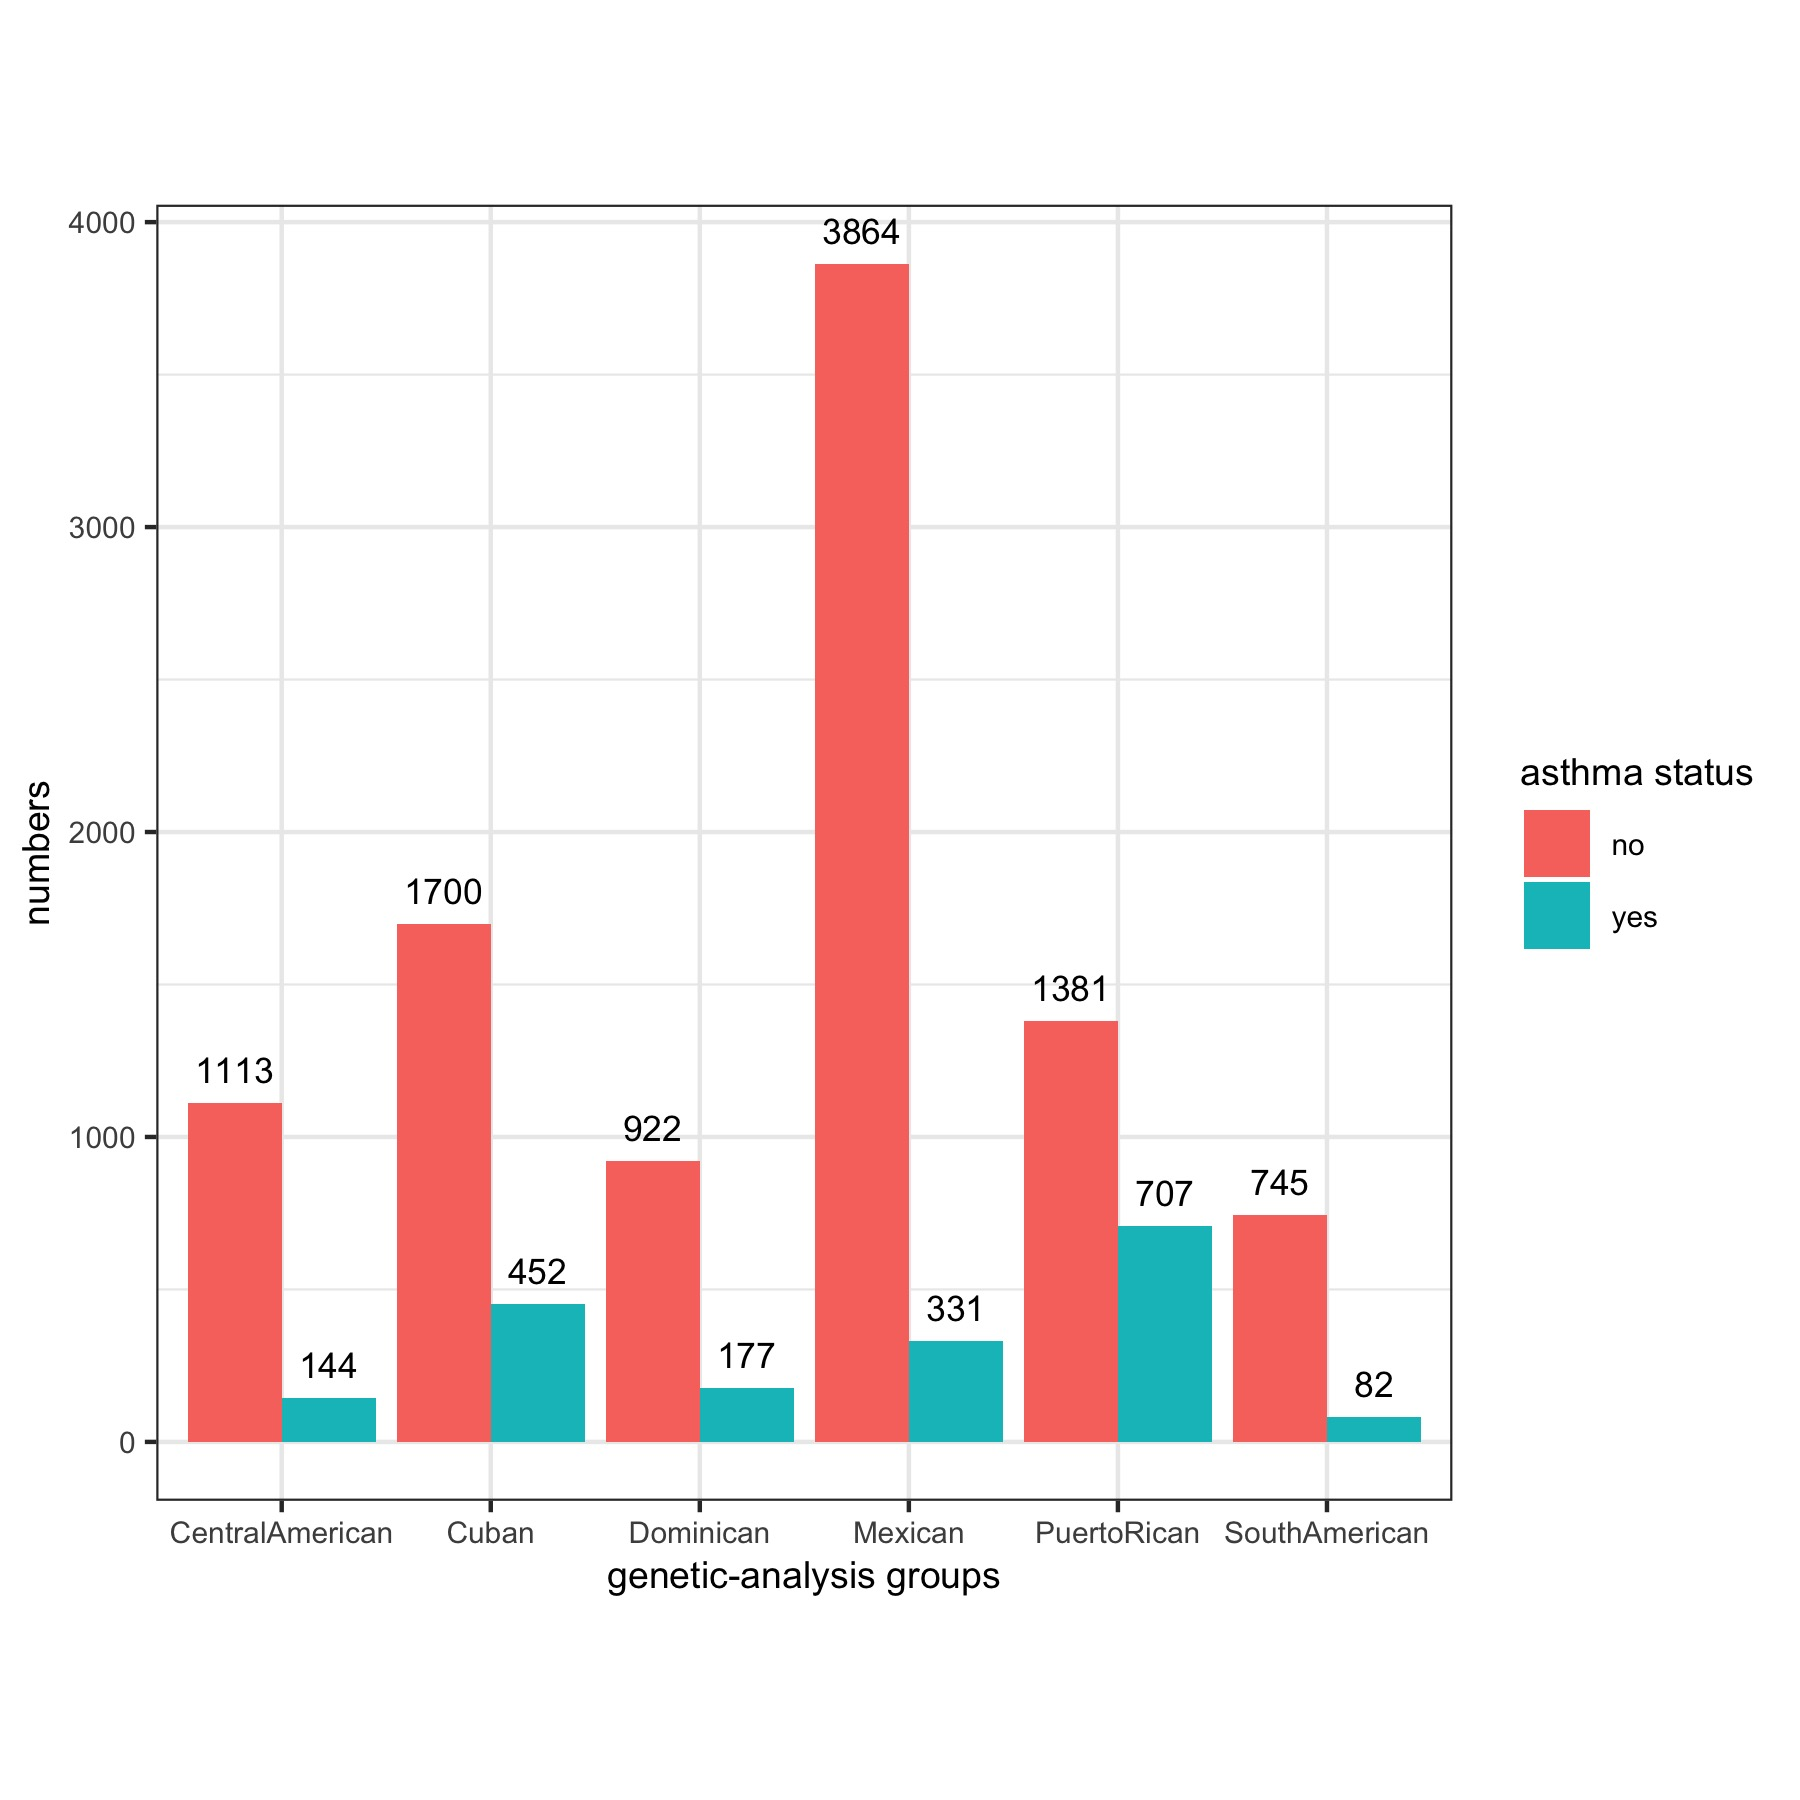 4000
3000
2000
1000
0
numbers
3864
1700
1381
1113
922
707
745
452
331
144
177
82
CentralAmerican Cuban Dominican Mexican PuertoRican SouthAmerican
genetic-analysis groups
asthma status
no
yes